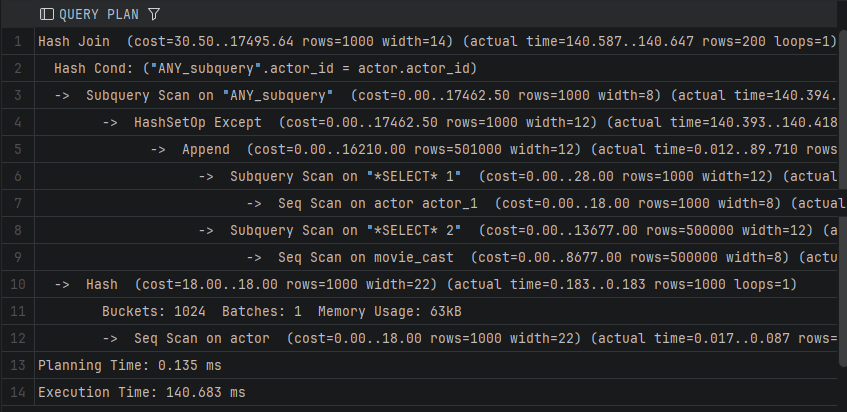 QUERY PLAN
1 Hash Join (cost=30.50..17495.64 rows=1000 width=14) (actual time=140.587..140.647 rows=200 loops=1)
2 Hash Cond: ("ANY_subquery".actor_id = actor.actor_id)
3 -> Subquery Scan on "ANY_subquery" (cost=0.00..17462.50 rows=1000 width=8) (actual time=140.394.
4 -> HashSetOp Except (cost=0.00..17462.50 rows=1000 width=12) (actual time=140.393..140.418
5 -> Append (cost=0.00..16210.00 rows=501000 width=12) (actual time=0.012..89.710 rows
6 -> Subquery Scan on "*SELECT* 1" (cost=0.00..28.00 rows=1000 width=12) (actual
7 -> Seq Scan on actor actor_1 (cost=0.00..18.00 rows=1000 width=8) (actual
8 -> Subquery Scan on "*SELECT* 2" (cost=0.00..13677.00 rows=500000 width=12) (a
9 -> Seq Scan on movie_cast (cost=0.00..8677.00 rows=500000 width=8) (actu
10 -> Hash (cost=18.00..18.00 rows=1000 width=22) (actual time=0.183..0.183 rows=1000 loops=1)
11 Buckets: 1024 Batches: 1 Memory Usage: 63kB
12 -> Seq Scan on actor (cost=0.00..18.00 rows=1000 width=22) (actual time=0.017..0.087 rows=
13 Planning Time: 0.135 ms
14 Execution Time: 140.683 ms